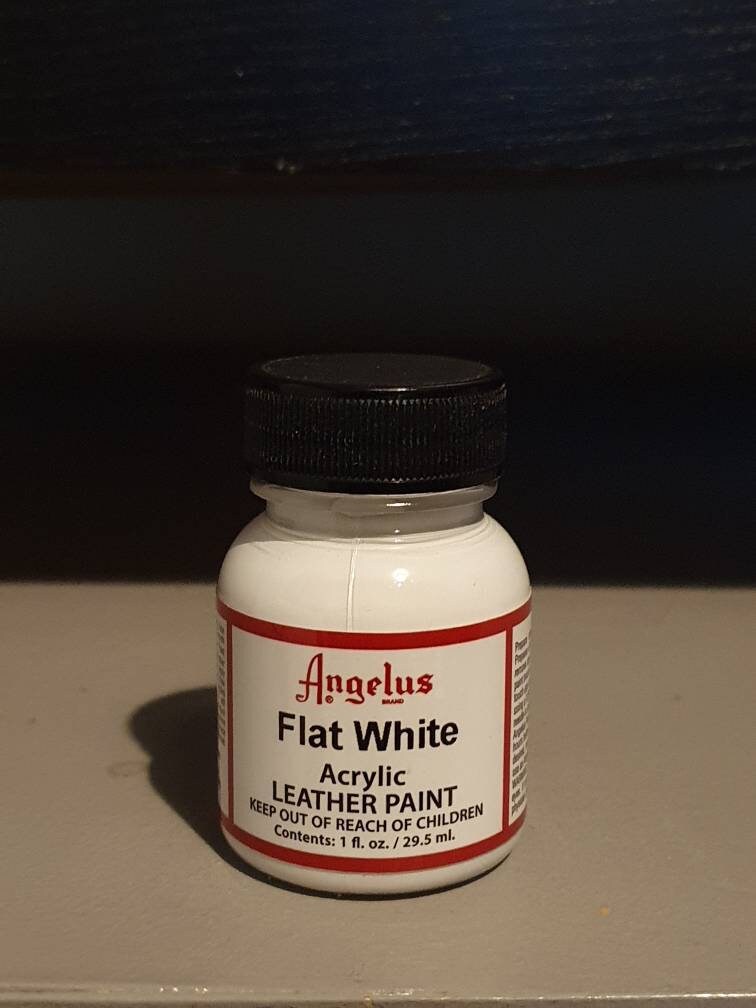 Angelus
BRAND
Flat White
Acrylic
LEATHER PAINT
KEEP OUT OF REACH OF CHILDREN
Contents: 1 fl. oz. / 29.5 ml.